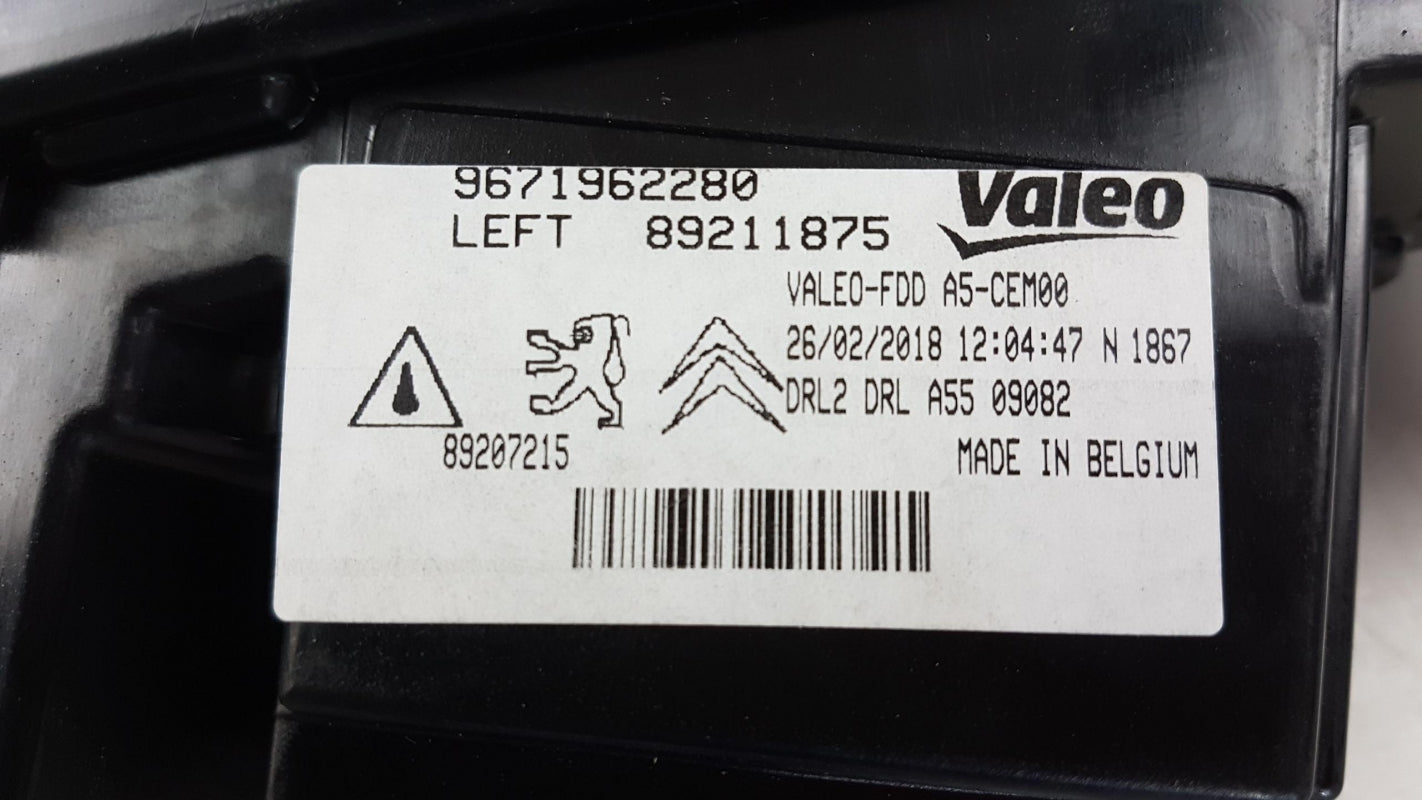 9671962280
LEFT 89211875
Valeo
VALEO-FDD A5-CEM00
26/02/2018 12:04:47 N 1867
DRL2 DRL A55 09082
89207215
MADE IN BELGIUM